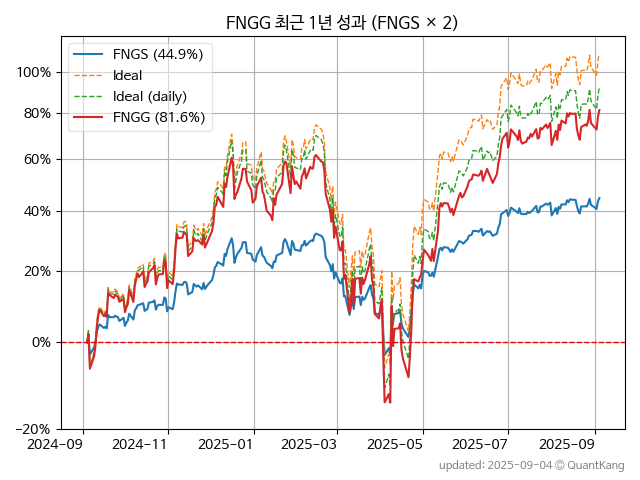 FNGG 최근 1년 성과 (FNGS × 2)
FNGS (44.9%)
Ideal
Ideal (daily)
FNGG (81.6%)
100%
80%
60%
40%
20%
0%
−20%
2024-09
2024-11
2025-01
2025-03
2025-05
2025-07
2025-09
updated: 2025-09-04 © QuantKang